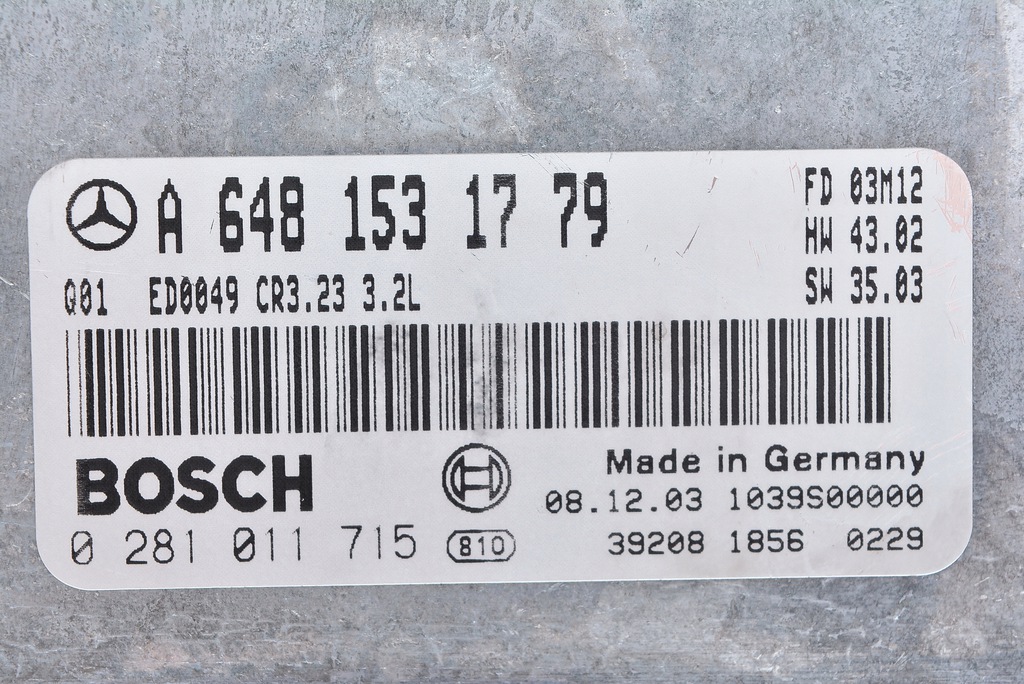 A 648 153 17 79
FD 03M12
HW 43.02
SW 35.03
Q01 ED0049 CR3.23 3.2L
BOSCH
Made in Germany
08.12.03 1039S00000
0 281 011 715 810
39208 1856 0229